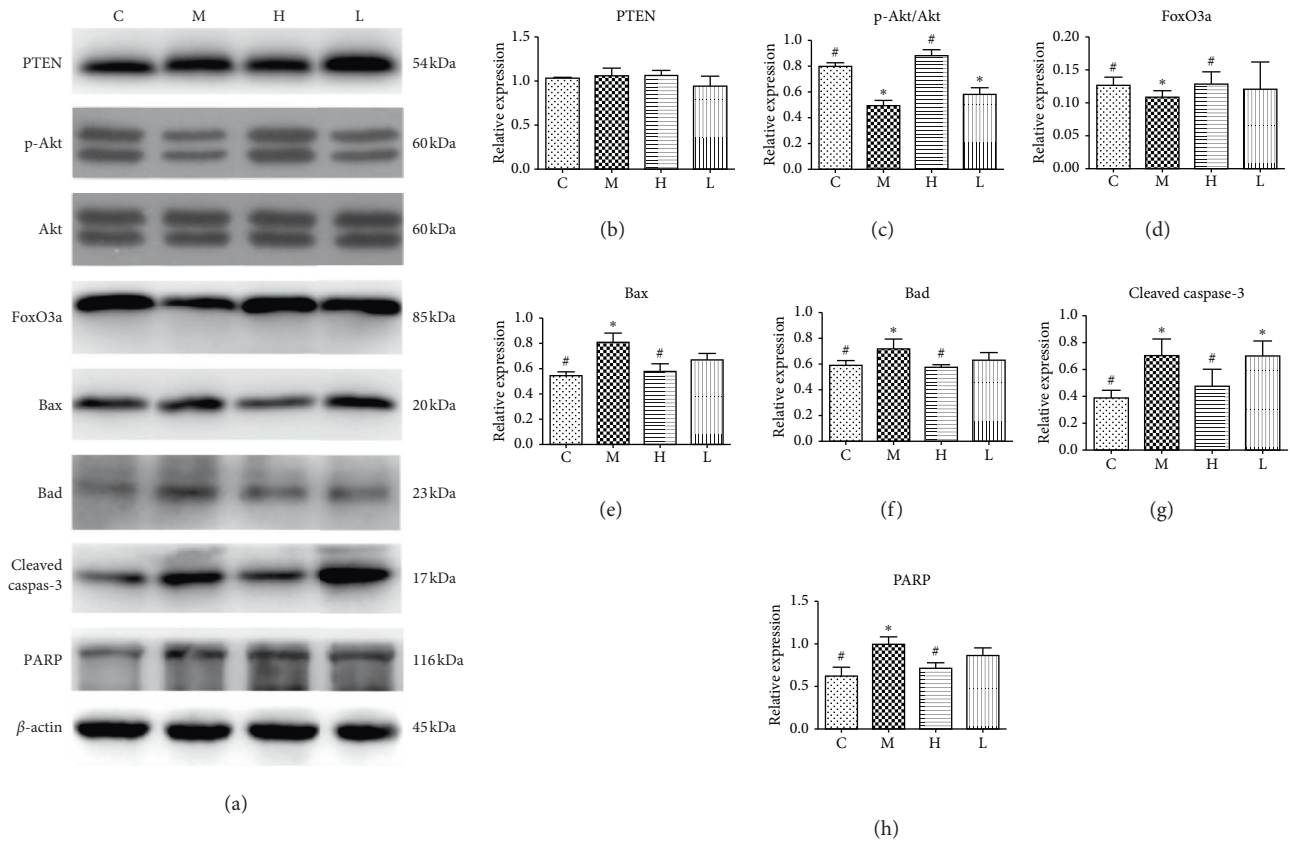 C M H L
PTEN 54 kDa
p-Akt 60 kDa
Akt 60 kDa
FoxO3a 85 kDa
Bax 20 kDa
Bad 23 kDa
Cleaved
caspas-3 17 kDa
PARP 116 kDa
β-actin 45 kDa
(a)
PTEN
Relative expression
1.5
1.0
0.5
0.0
C M H L
(b)
p-Akt/Akt
Relative expression
1.0
0.8
0.6
0.4
0.2
0.0
# * # *
C M H L
(c)
FoxO3a
Relative expression
0.20
0.15
0.10
0.05
0.00
# * #
C M H L
(d)
Bax
Relative expression
1.0
0.8
0.6
0.4
0.2
0.0
# * #
C M H L
(e)
Bad
Relative expression
1.0
0.8
0.6
0.4
0.2
0.0
# * #
C M H L
(f)
Cleaved caspase-3
Relative expression
1.0
0.8
0.6
0.4
0.2
0.0
# * # *
C M H L
(g)
PARP
Relative expression
1.5
1.0
0.5
0.0
# * #
C M H L
(h)